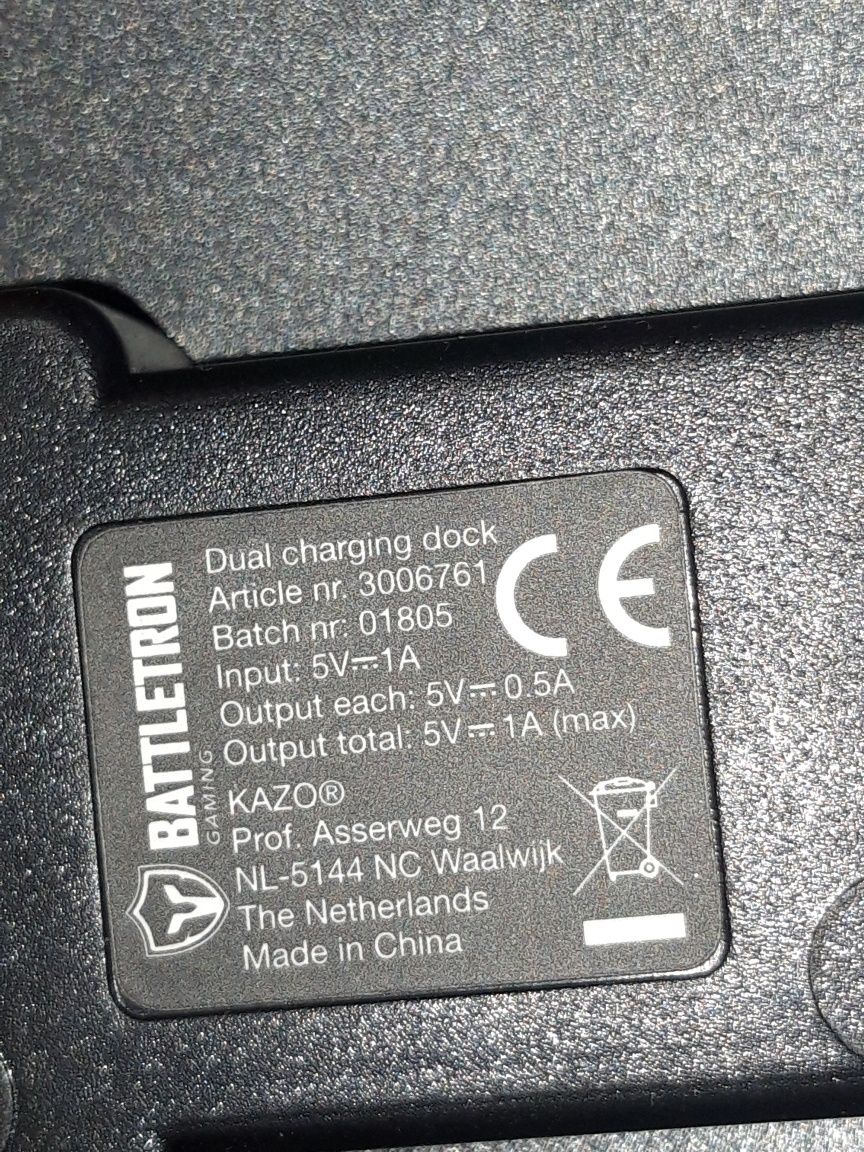 BATTLETRON
GAMING
Dual charging dock
Article nr. 3006761
Batch nr: 01805
Input: 5V⎓1A
Output each: 5V⎓0.5A
Output total: 5V⎓1A (max)
KAZO®
Prof. Asserweg 12
NL-5144 NC Waalwijk
The Netherlands
Made in China
CE